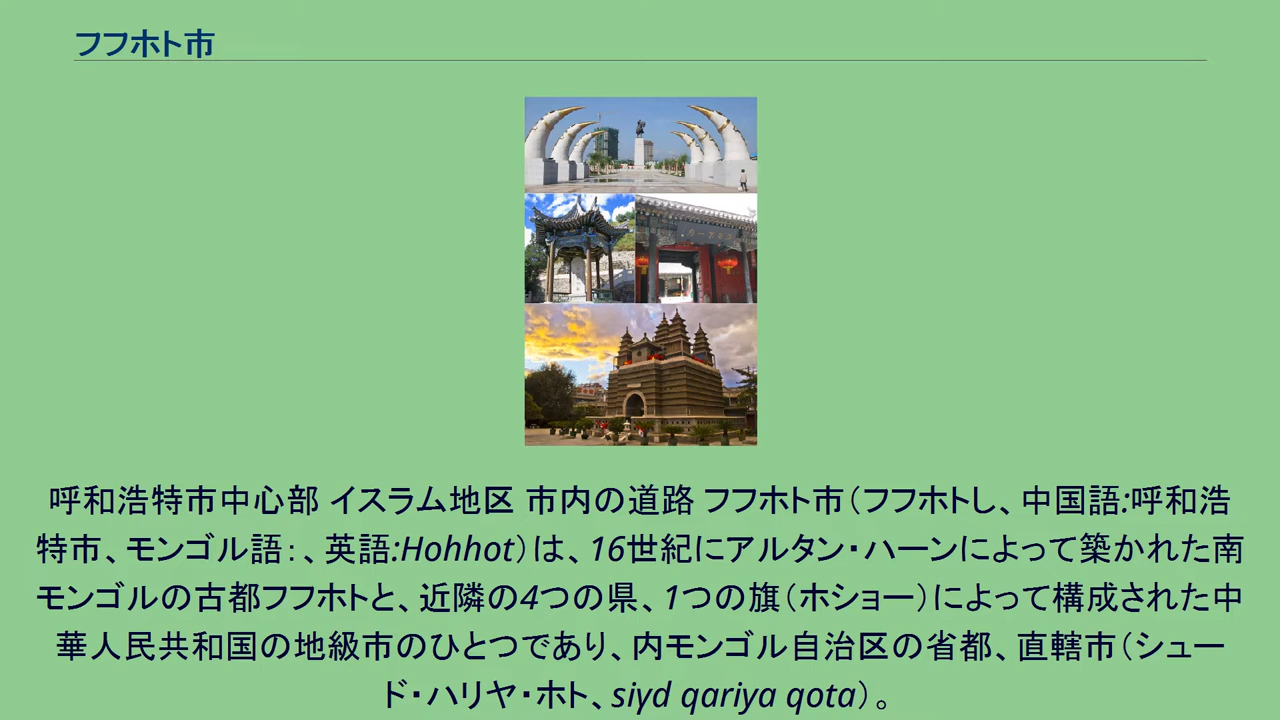 フフホト市
呼和浩特市中心部 イスラム地区 市内の道路 フフホト市（フフホトし、中国語:呼和浩
特市、モンゴル語：、英語:Hohhot）は、16世紀にアルタン・ハーンによって築かれた南
モンゴルの古都フフホトと、近隣の4つの県、1つの旗（ホショー）によって構成された中
華人民共和国の地級市のひとつであり、内モンゴル自治区の省都、直轄市（シュー
ド・ハリヤ・ホト、siyd qariya qota）。